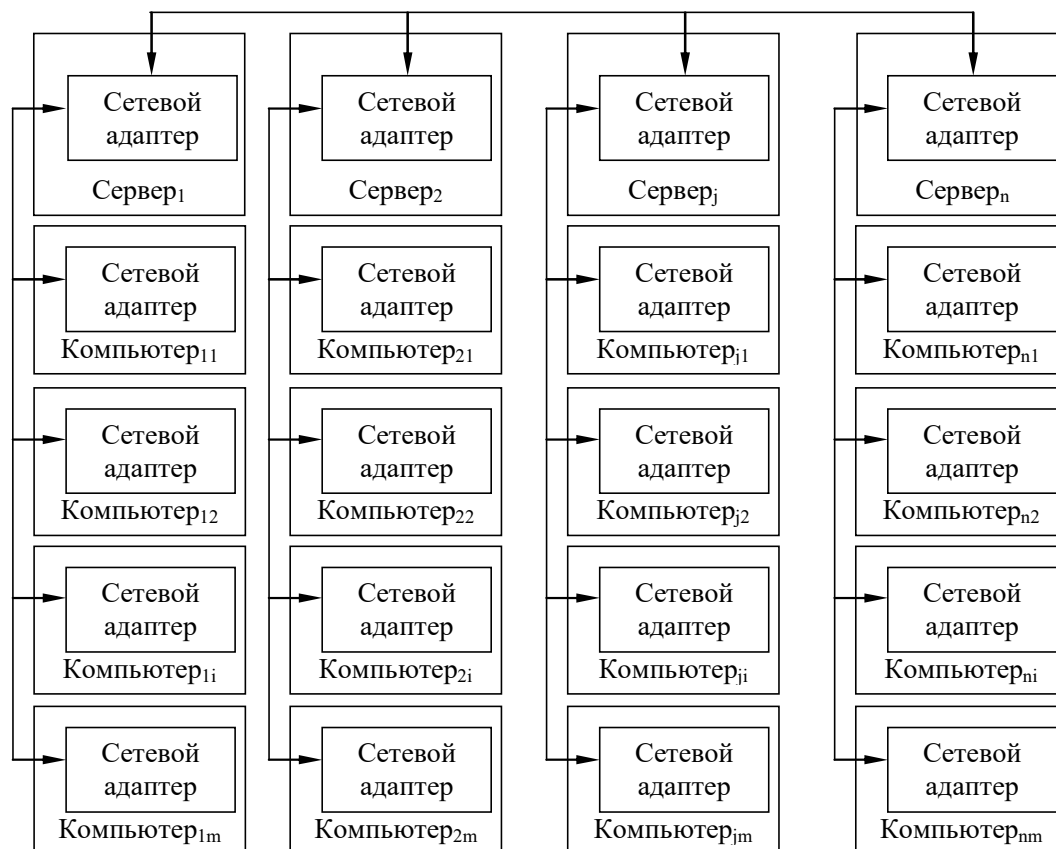 Сетевой
адаптер
Сервер₁
Сетевой
адаптер
Сервер₂
Сетевой
адаптер
Серверⱼ
Сетевой
адаптер
Серверₙ
Сетевой
адаптер
Компьютер₁₁
Сетевой
адаптер
Компьютер₂₁
Сетевой
адаптер
Компьютерⱼ₁
Сетевой
адаптер
Компьютерₙ₁
Сетевой
адаптер
Компьютер₁₂
Сетевой
адаптер
Компьютер₂₂
Сетевой
адаптер
Компьютерⱼ₂
Сетевой
адаптер
Компьютерₙ₂
Сетевой
адаптер
Компьютер₁ᵢ
Сетевой
адаптер
Компьютер₂ᵢ
Сетевой
адаптер
Компьютерⱼᵢ
Сетевой
адаптер
Компьютерₙᵢ
Сетевой
адаптер
Компьютер₁ₘ
Сетевой
адаптер
Компьютер₂ₘ
Сетевой
адаптер
Компьютерⱼₘ
Сетевой
адаптер
Компьютерₙₘ